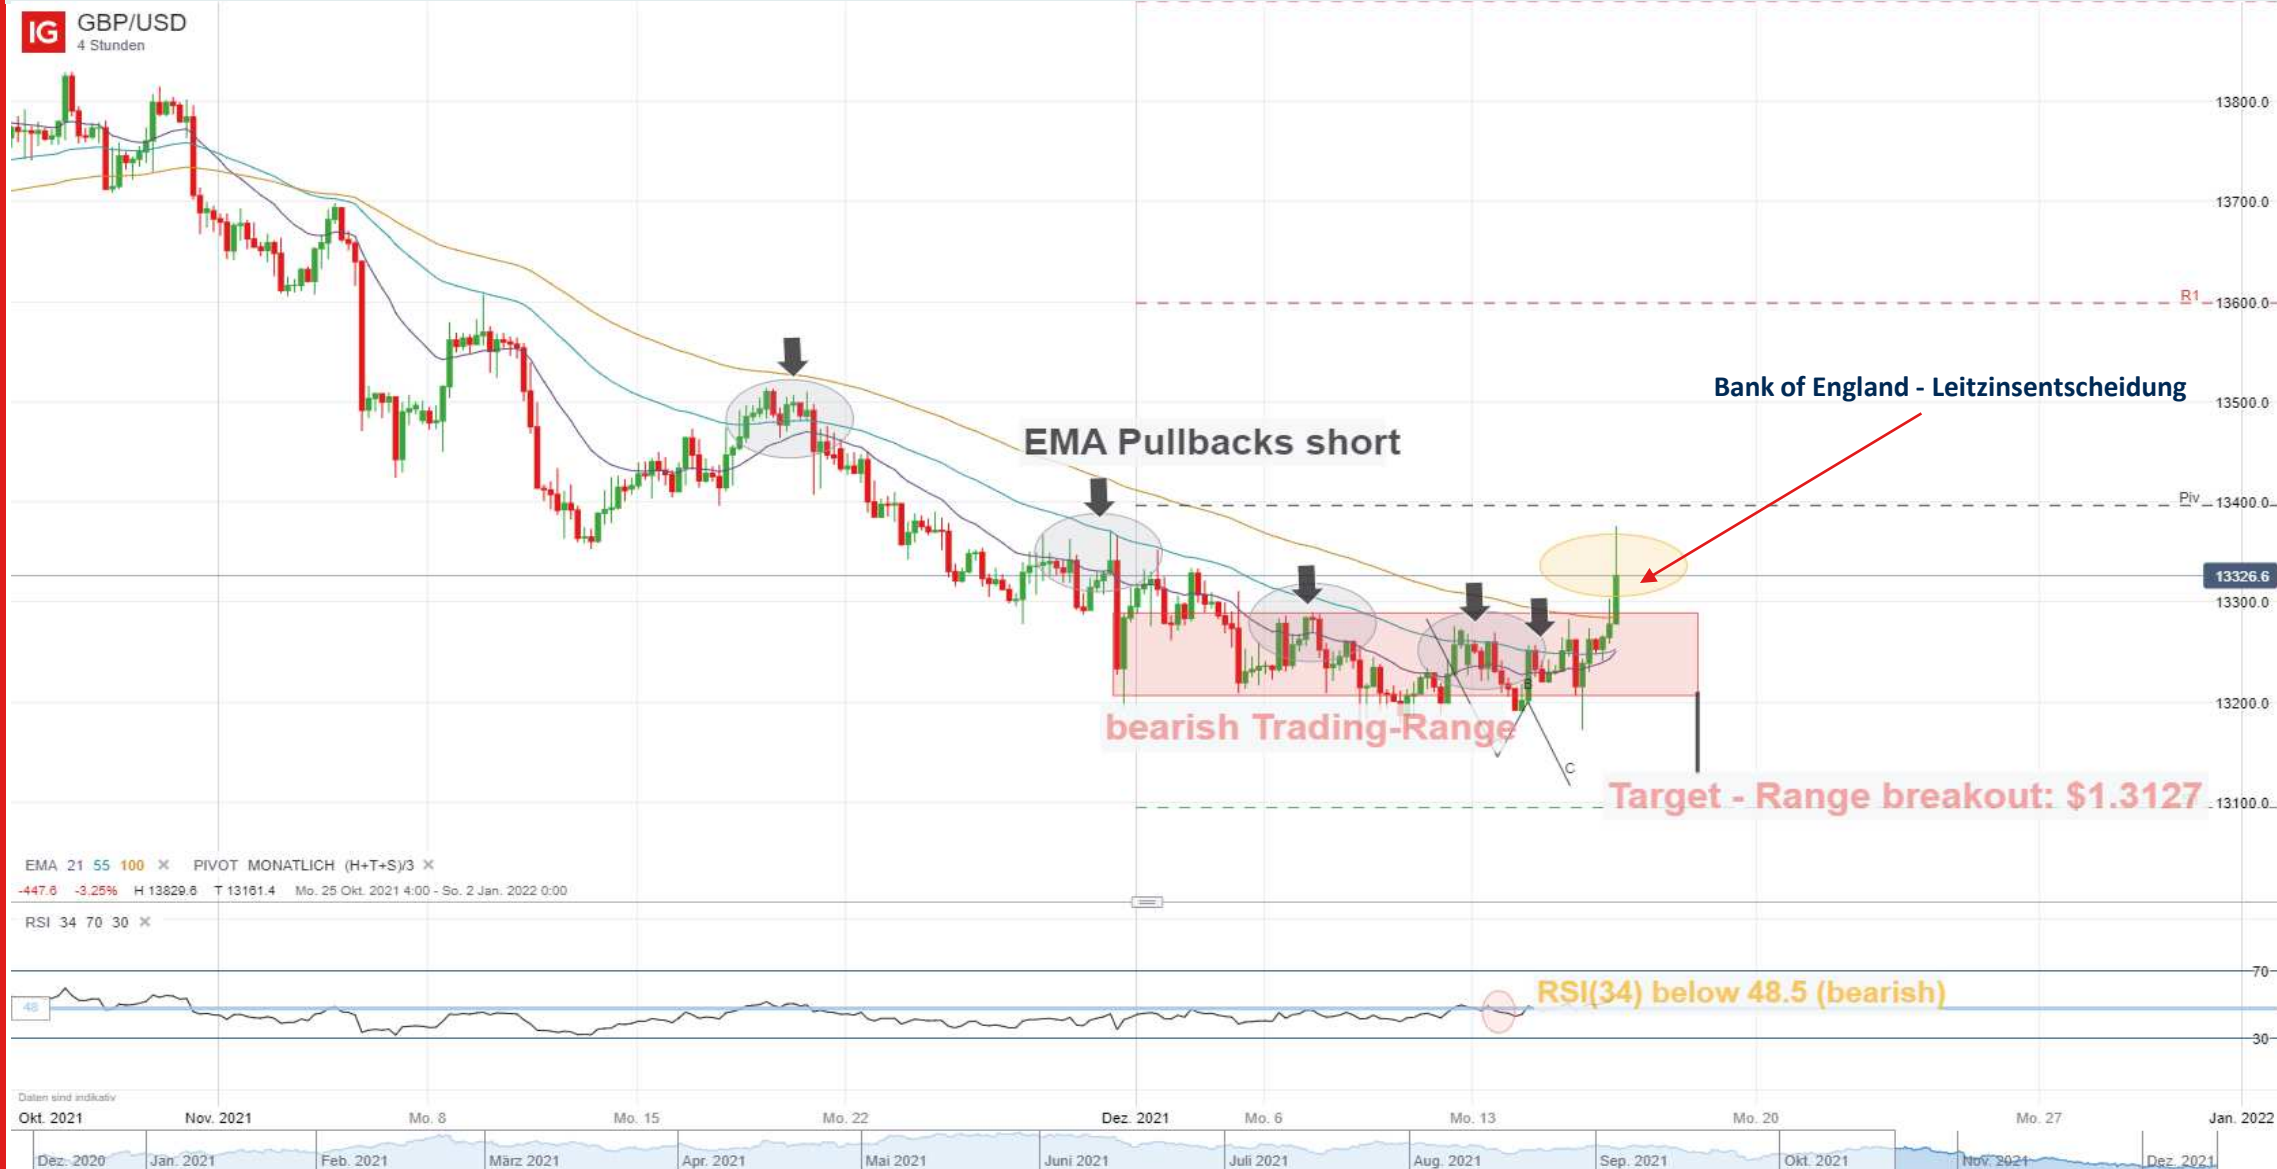 IG
GBP/USD
4 Stunden
13800.0
13700.0
R1
13600.0
Bank of England - Leitzinsentscheidung
13500.0
EMA Pullbacks short
Piv
13400.0
13326.6
13300.0
B
13200.0
bearish Trading-Range
C
Target - Range breakout: $1.3127
13100.0
EMA 21 55 100 × PIVOT MONATLICH (H+T+S)/3 ×
-447.6 -3.25% H 13829.6 T 13161.4 Mo. 25 Okt. 2021 4:00 - So. 2 Jan. 2022 0:00
RSI 34 70 30 ×
70
RSI(34) below 48.5 (bearish)
48
30
Daten sind indikativ
Okt. 2021 Nov. 2021 Mo. 8 Mo. 15 Mo. 22 Dez. 2021 Mo. 6 Mo. 13 Mo. 20 Mo. 27 Jan. 2022
Dez. 2020 Jan. 2021 Feb. 2021 März 2021 Apr. 2021 Mai 2021 Juni 2021 Juli 2021 Aug. 2021 Sep. 2021 Okt. 2021 Nov. 2021 Dez. 2021